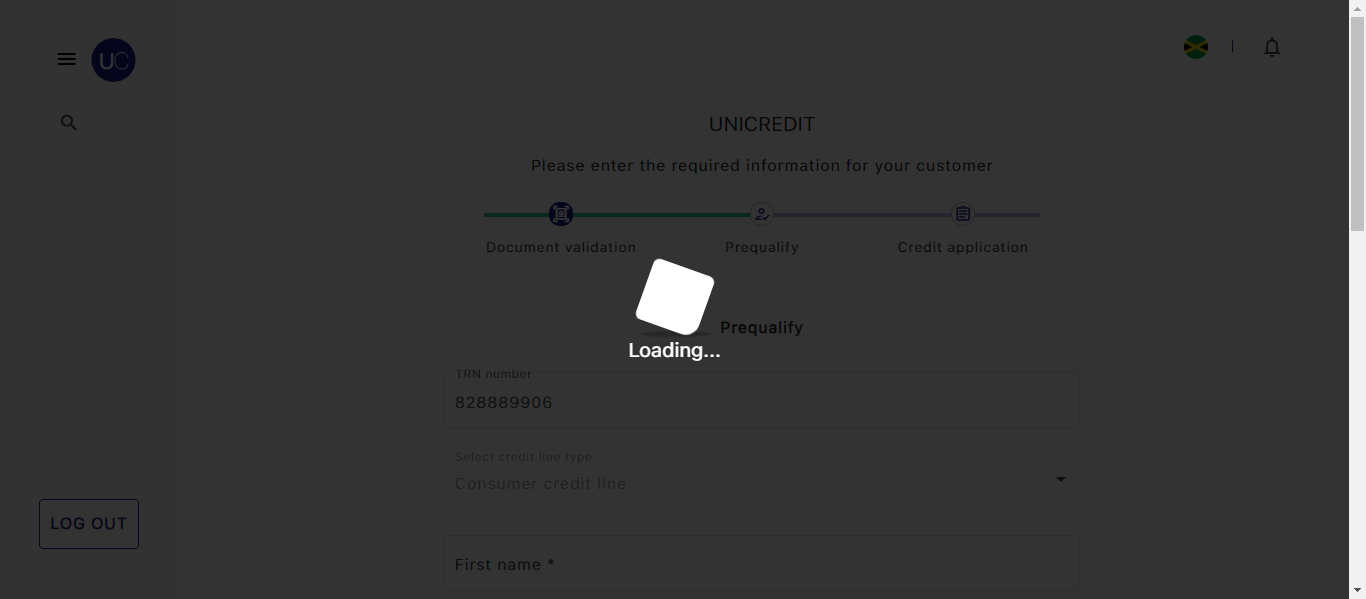 UC
UNICREDIT
Please enter the required information for your customer
Document validation
Prequalify
Credit application
Prequalify
Loading...
TRN number
828889906
Select credit line type
Consumer credit line
LOG OUT
First name *